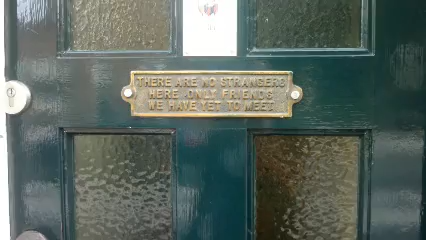 THERE ARE NO STRANGERS
HERE ONLY FRIENDS
WE HAVE YET TO MEET